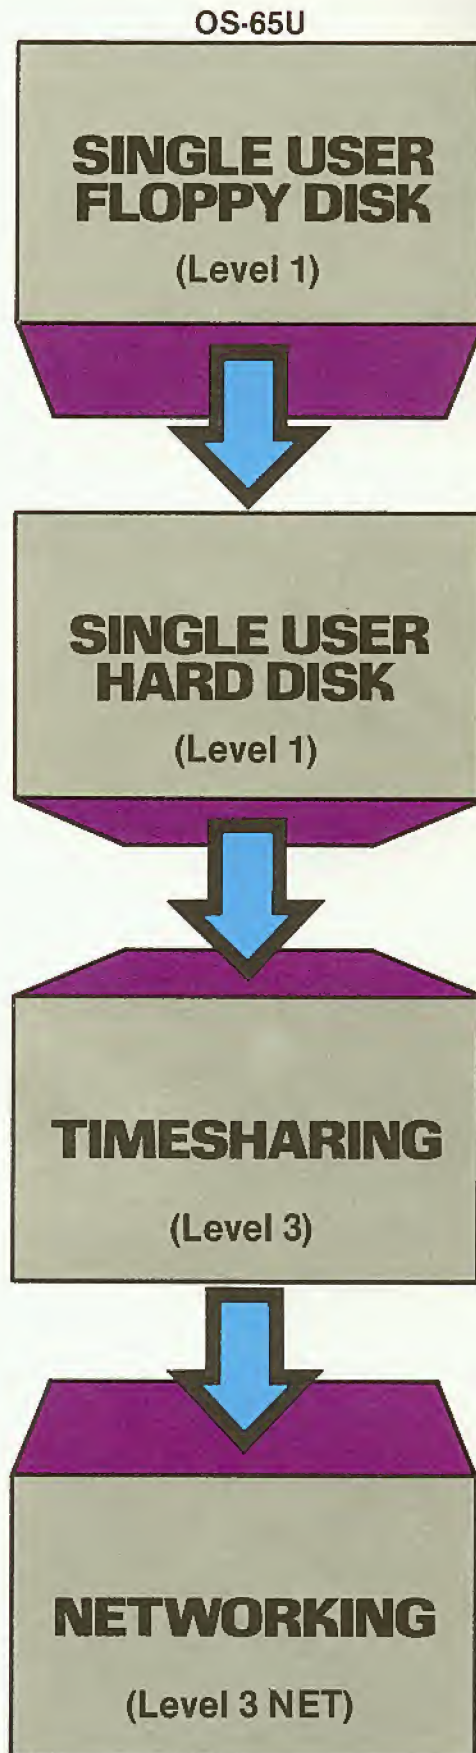 OS-65U
SINGLE USER
FLOPPY DISK
(Level 1)
SINGLE USER
HARD DISK
(Level 1)
TIMESHARING
(Level 3)
NETWORKING
(Level 3 NET)